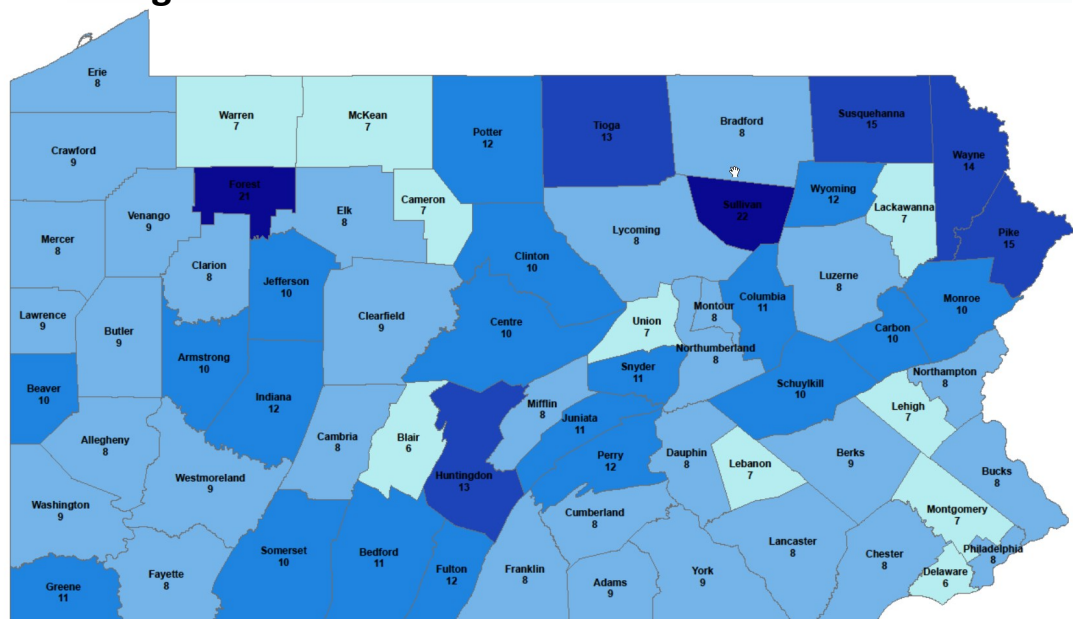 Erie
8
Warren
7
McKean
7
Potter
12
Tioga
13
Bradford
8
Susquehanna
15
Wayne
14
Crawford
9
Forest
21
Cameron
7
Elk
8
Venango
9
Sullivan
22
Wyoming
12
Lackawanna
7
Pike
15
Mercer
8
Clarion
8
Jefferson
10
Clinton
10
Lycoming
8
Luzerne
8
Monroe
10
Lawrence
9
Butler
9
Clearfield
9
Centre
10
Union
7
Montour
8
Columbia
11
Carbon
10
Armstrong
10
Northumberland
8
Snyder
11
Schuylkill
10
Northampton
8
Beaver
10
Indiana
12
Mifflin
8
Juniata
11
Lehigh
7
Allegheny
8
Cambria
8
Blair
6
Huntingdon
13
Perry
12
Dauphin
8
Lebanon
7
Berks
9
Bucks
8
Westmoreland
9
Washington
9
Cumberland
8
Montgomery
7
Lancaster
8
Chester
8
Philadelphia
8
Delaware
6
Greene
11
Fayette
8
Somerset
10
Bedford
11
Fulton
12
Franklin
8
Adams
9
York
9